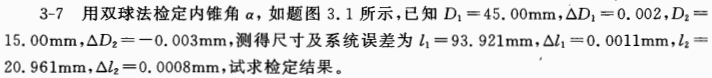 3-7 用双球法检定内锥角 α, 如题图 3.1 所示, 已知 D₁=45.00mm, ΔD₁=0.002, D₂=
15.00mm, ΔD₂=-0.003mm, 测得尺寸及系统误差为 l₁=93.921mm, Δl₁=0.0011mm, l₂=
20.961mm, Δl₂=0.0008mm, 试求检定结果。